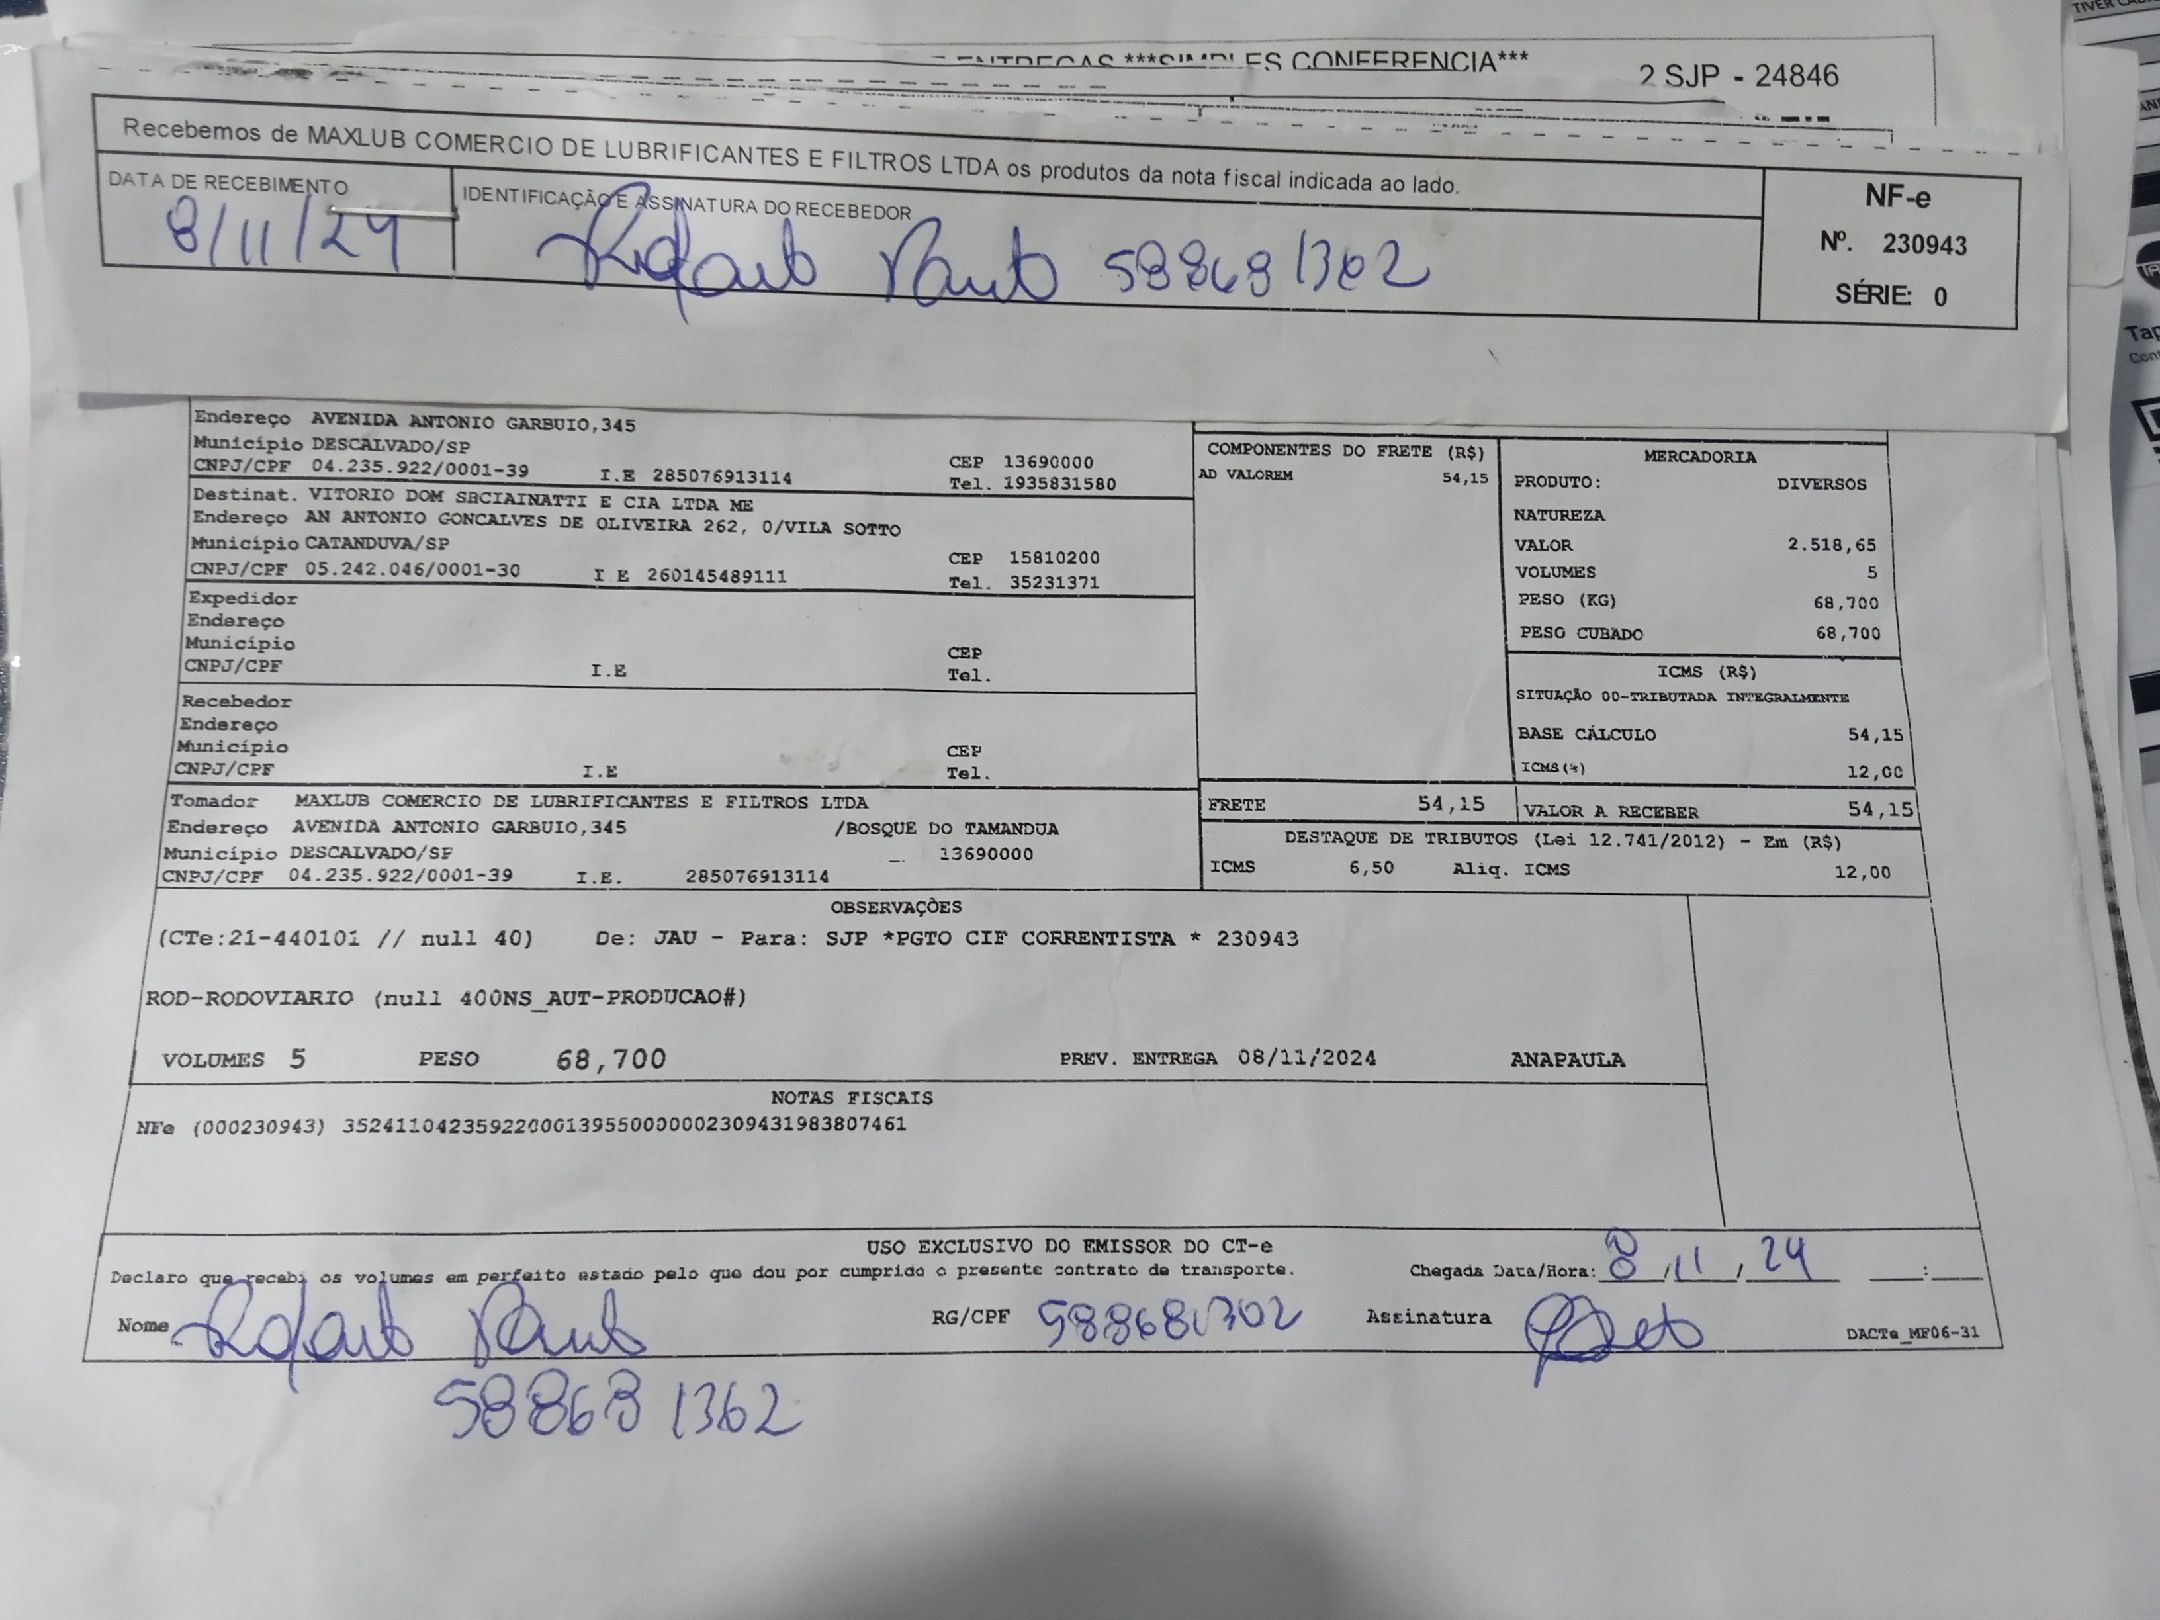 ENTREGAS ***SIMPLES CONFERENCIA***
2 SJP - 24846
Recebemos de MAXLUB COMERCIO DE LUBRIFICANTES E FILTROS LTDA os produtos da nota fiscal indicada ao lado.
DATA DE RECEBIMENTO
8/11/24
IDENTIFICAÇÃO E ASSINATURA DO RECEBEDOR
NF-e
Nº. 230943
SÉRIE: 0
Endereço AVENIDA ANTONIO GARBUIO,345
Município DESCALVADO/SP CEP 13690000
CNPJ/CPF 04.235.922/0001-39 I.E 285076913114 Tel. 1935831580
Destinat. VITORIO DOM SRCIAINATTI E CIA LTDA ME
Endereço AN ANTONIO GONCALVES DE OLIVEIRA 262, 0/VILA SOTTO
Município CATANDUVA/SP CEP 15810200
CNPJ/CPF 05.242.046/0001-30 I E 260145489111 Tel. 35231371
Expedidor
Endereço
Município CEP
CNPJ/CPF I.E Tel.
Recebedor
Endereço
Município CEP
CNPJ/CPF I.E Tel.
Tomador MAXLUB COMERCIO DE LUBRIFICANTES E FILTROS LTDA
Endereço AVENIDA ANTONIO GARBUIO,345 /BOSQUE DO TAMANDUA
Município DESCALVADO/SP 13690000
CNPJ/CPF 04.235.922/0001-39 I.E. 285076913114
COMPONENTES DO FRETE (R$)
AD VALOREM 54,15
MERCADORIA
PRODUTO: DIVERSOS
NATUREZA
VALOR 2.518,65
VOLUMES 5
PESO (KG) 68,700
PESO CUBADO 68,700
ICMS (R$)
SITUAÇÃO 00-TRIBUTADA INTEGRALMENTE
BASE CÁLCULO 54,15
ICMS(%) 12,00
FRETE 54,15 VALOR A RECEBER 54,15
DESTAQUE DE TRIBUTOS (Lei 12.741/2012) - Em (R$)
ICMS 6,50 Aliq. ICMS 12,00
OBSERVAÇÕES
(CTe:21-440101 // null 40) De: JAU - Para: SJP *PGTO CIF CORRENTISTA * 230943
ROD-RODOVIARIO (null 400NS_AUT-PRODUCAO#)
VOLUMES 5 PESO 68,700 PREV. ENTREGA 08/11/2024 ANAPAULA
NOTAS FISCAIS
NFe (000230943) 35241104235922000139550000002309431983807461
USO EXCLUSIVO DO EMISSOR DO CT-e
Declaro que recebi os volumes em perfeito estado pelo que dou por cumprido o presente contrato de transporte. Chegada Data/Hora: 8/11/24 __:__
Nome RG/CPF Assinatura DACTe_MF06-31
588681362